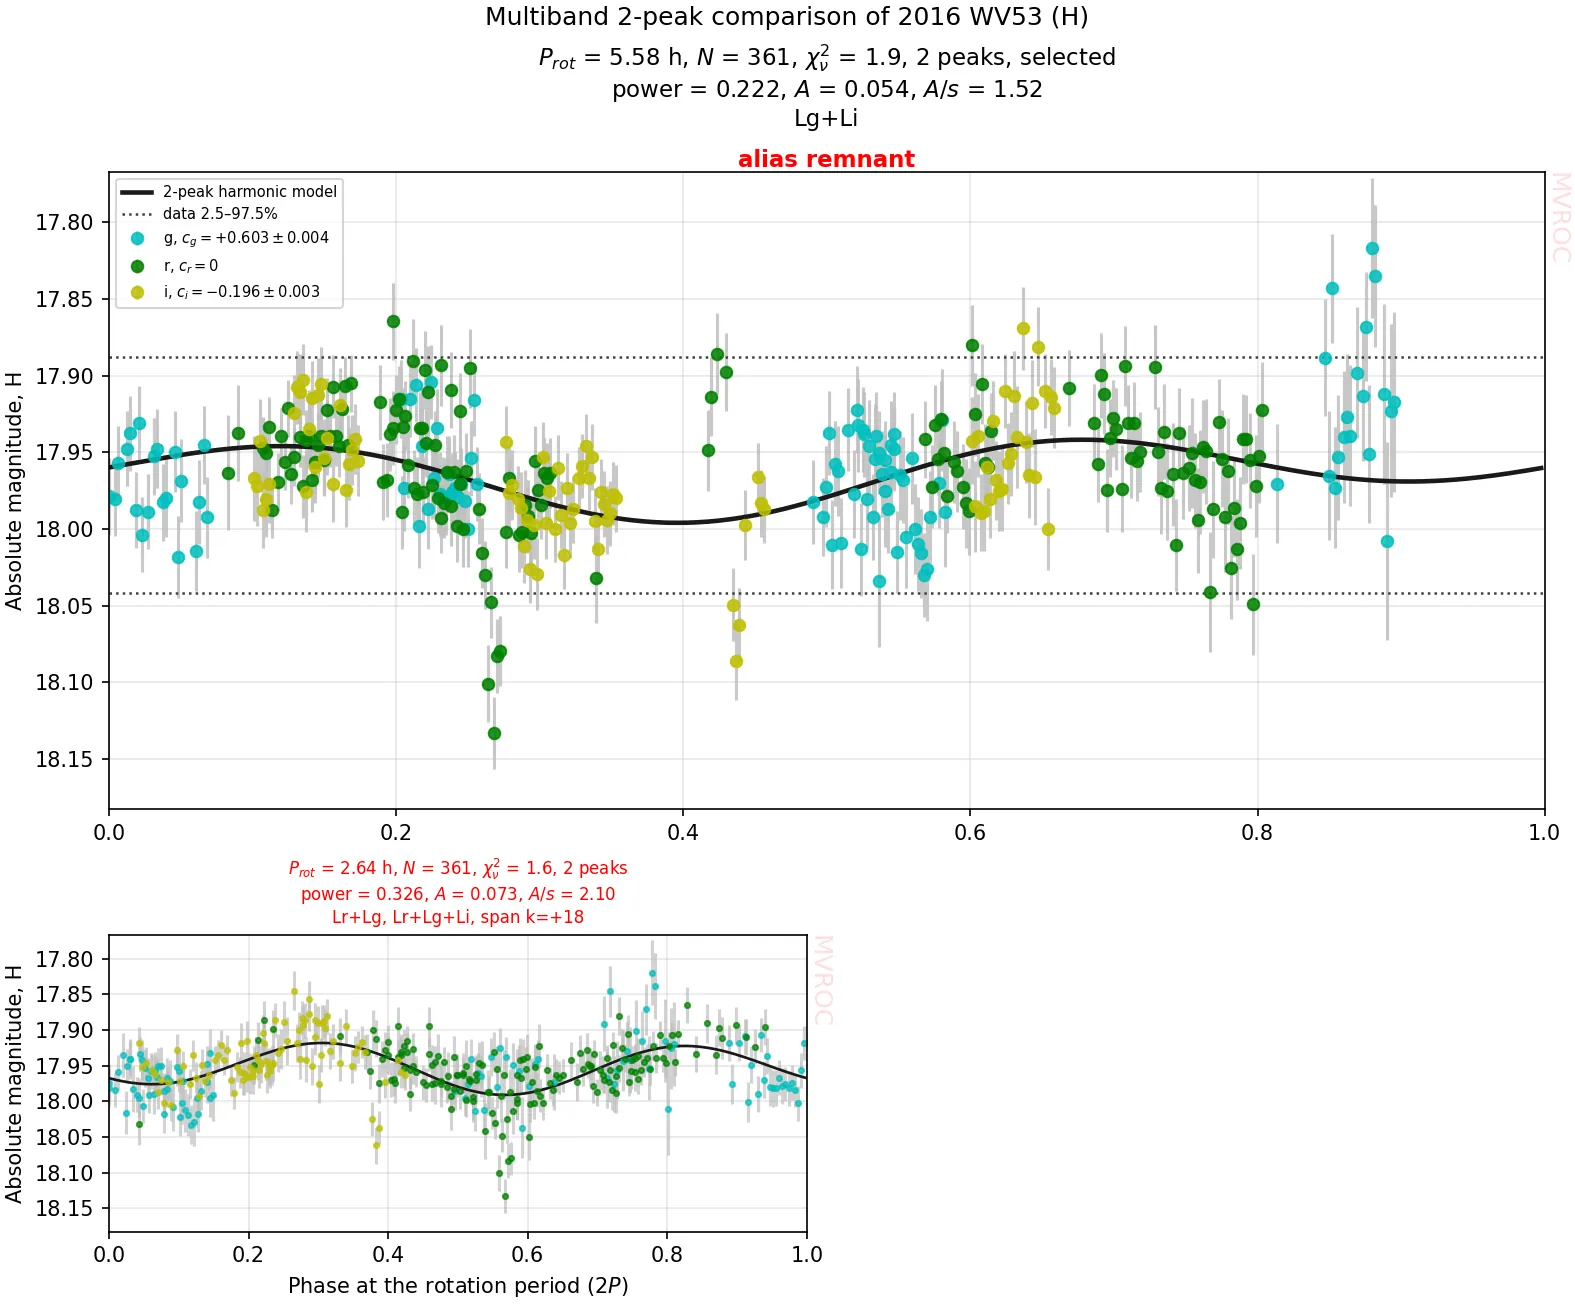 Multiband 2-peak comparison of 2016 WV53 (H)
P_rot = 5.58 h, N = 361, χ²_ν = 1.9, 2 peaks, selected
power = 0.222, A = 0.054, A/s = 1.52
Lg+Li
alias remnant
2-peak harmonic model
data 2.5–97.5%
g, c_g = +0.603 ± 0.004
r, c_r = 0
i, c_i = −0.196 ± 0.003
MVROC
Absolute magnitude, H
17.80
17.85
17.90
17.95
18.00
18.05
18.10
18.15
0.0 0.2 0.4 0.6 0.8 1.0
P_rot = 2.64 h, N = 361, χ²_ν = 1.6, 2 peaks
power = 0.326, A = 0.073, A/s = 2.10
Lr+Lg, Lr+Lg+Li, span k=+18
MVROC
Absolute magnitude, H
17.80
17.85
17.90
17.95
18.00
18.05
18.10
18.15
0.0 0.2 0.4 0.6 0.8 1.0
Phase at the rotation period (2P)